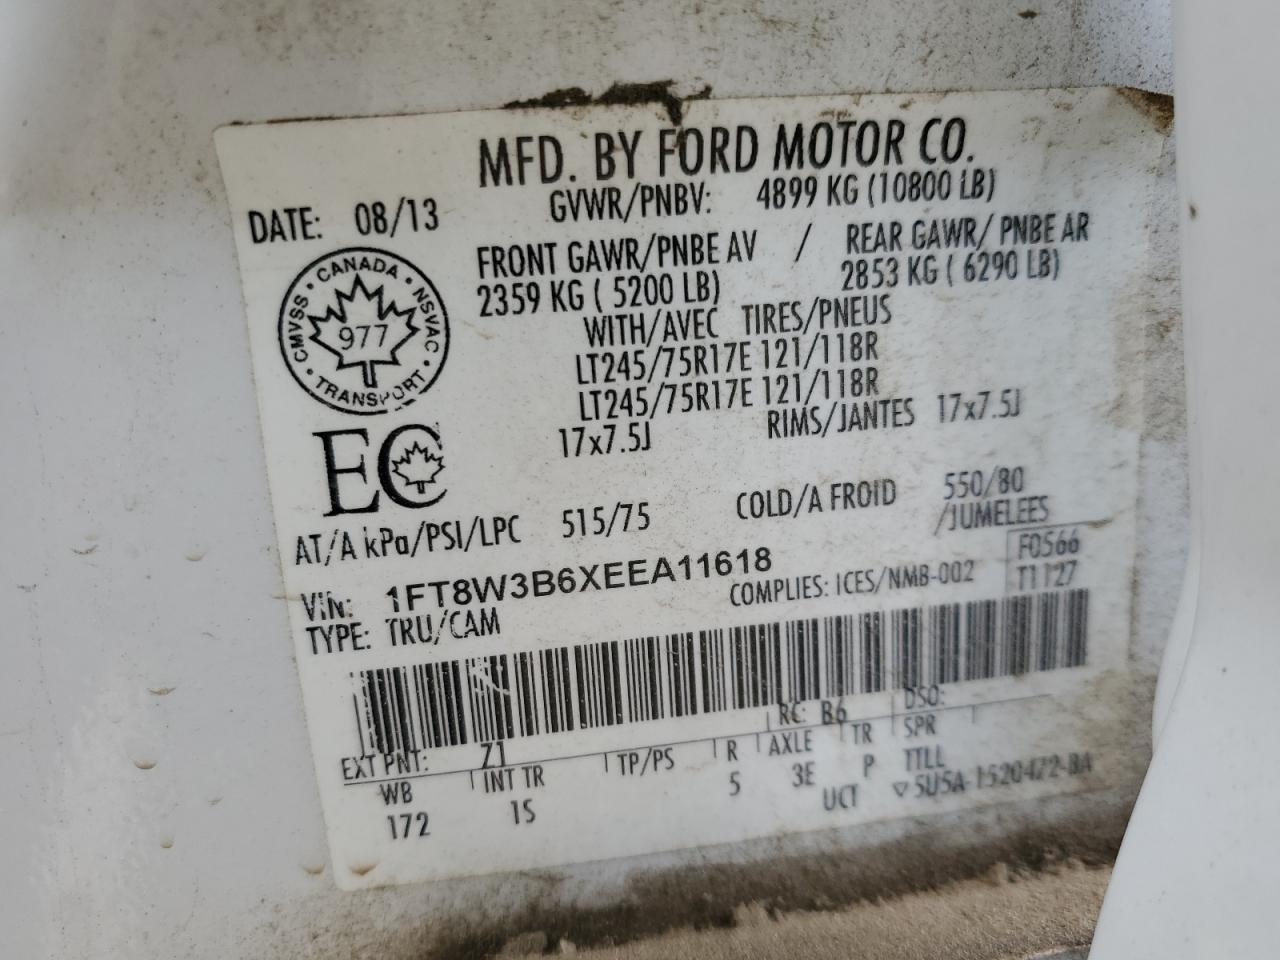 MFD. BY FORD MOTOR CO.
DATE: 08/13
GVWR/PNBV: 4899 KG (10800 LB)
FRONT GAWR/PNBE AV / REAR GAWR/ PNBE AR
2359 KG ( 5200 LB) 2853 KG ( 6290 LB)
WITH/AVEC TIRES/PNEUS
LT245/75R17E 121/118R
LT245/75R17E 121/118R
17x7.5J RIMS/JANTES 17x7.5J
CANADA • NSVAC • TRANSPORT • CMVSS •
977
EC
AT/A kPa/PSI/LPC 515/75 COLD/A FROID 550/80
/JUMELEES
VIN: 1FT8W3B6XEEA11618
F0566
TYPE: TRU/CAM COMPLIES: ICES/NMB-002 T1127
RC: B6 DSO:
EXT PNT: Z1
WB INT TR TP/PS R AXLE TR SPR
172 1S 5 3E P TTLL
UCT ▽ 5U5A-1520472-BA